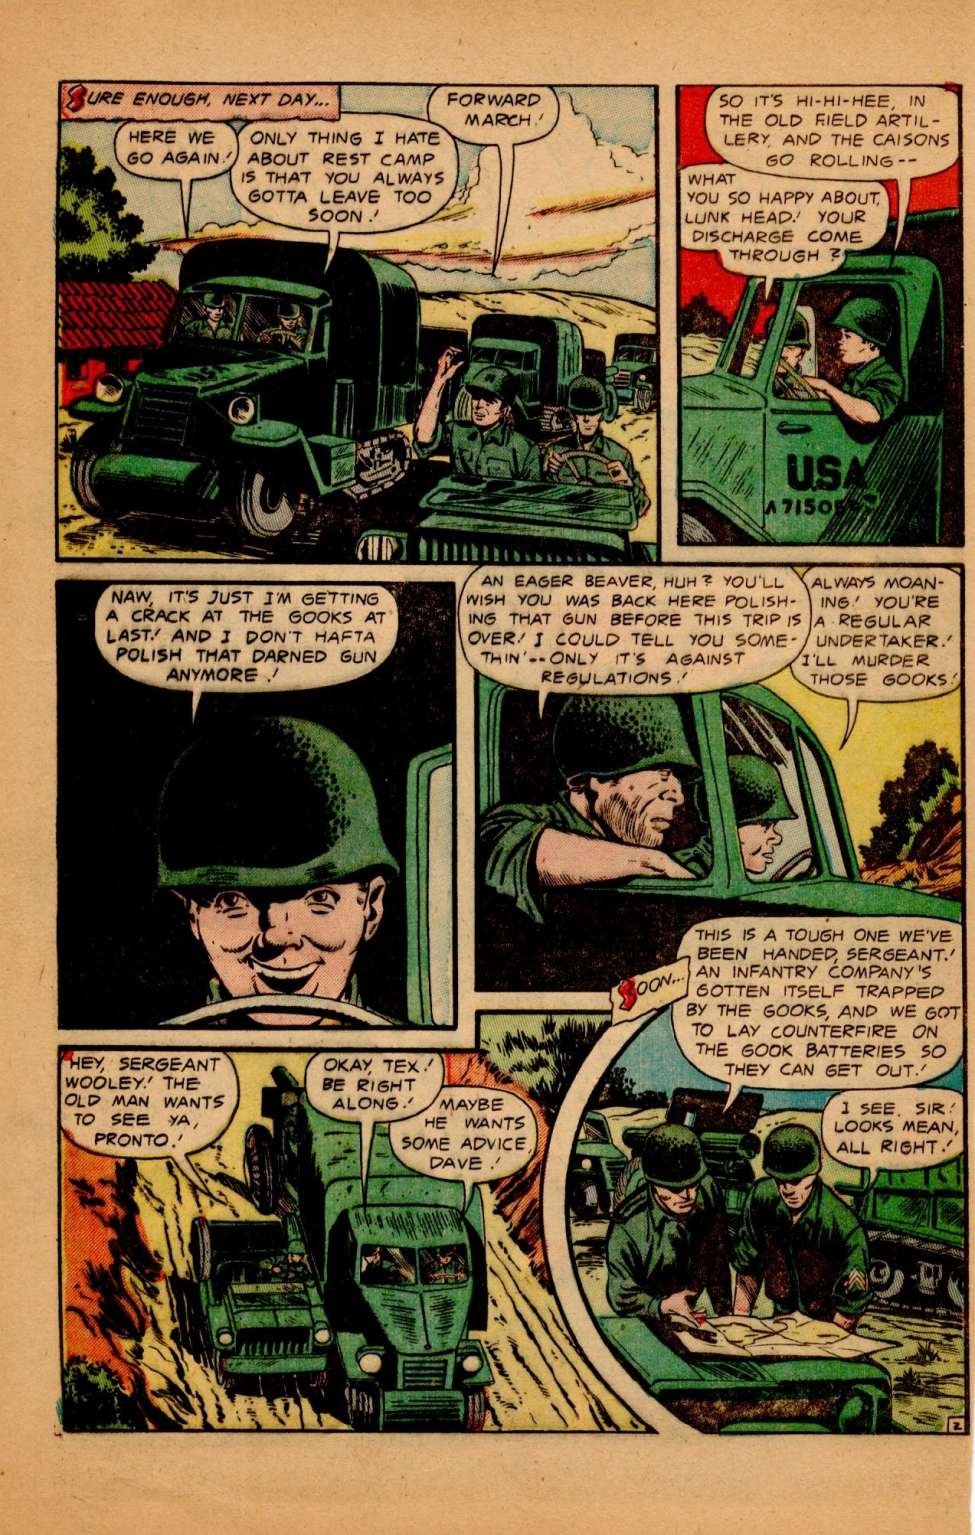 SURE ENOUGH, NEXT DAY...
HERE WE
GO AGAIN!
ONLY THING I HATE
ABOUT REST CAMP
IS THAT YOU ALWAYS
GOTTA LEAVE TOO
SOON!
FORWARD
MARCH!
SO IT'S HI-HI-HEE, IN
THE OLD FIELD ARTIL-
LERY, AND THE CAISONS
GO ROLLING--
WHAT
YOU SO HAPPY ABOUT,
LUNK HEAD! YOUR
DISCHARGE COME
THROUGH?
USA
NAW, IT'S JUST I'M GETTING
A CRACK AT THE GOOKS AT
LAST! AND I DON'T HAFTA
POLISH THAT DARNED GUN
ANYMORE!
AN EAGER BEAVER, HUH? YOU'LL
WISH YOU WAS BACK HERE POLISH-
ING THAT GUN BEFORE THIS TRIP IS
OVER! I COULD TELL YOU SOME-
THIN'--ONLY IT'S AGAINST
REGULATIONS!
ALWAYS MOAN-
ING! YOU'RE
A REGULAR
UNDERTAKER!
I'LL MURDER
THOSE GOOKS!
HEY, SERGEANT
WOOLEY! THE
OLD MAN WANTS
TO SEE YA,
PRONTO!
OKAY, TEX!
BE RIGHT
ALONG!
MAYBE
HE WANTS
SOME ADVICE,
DAVE!
SOON...
THIS IS A TOUGH ONE WE'VE
BEEN HANDED, SERGEANT!
AN INFANTRY COMPANY'S
GOTTEN ITSELF TRAPPED
BY THE GOOKS, AND WE GOT
TO LAY COUNTERFIRE ON
THE GOOK BATTERIES SO
THEY CAN GET OUT!
I SEE, SIR!
LOOKS MEAN,
ALL RIGHT!
2